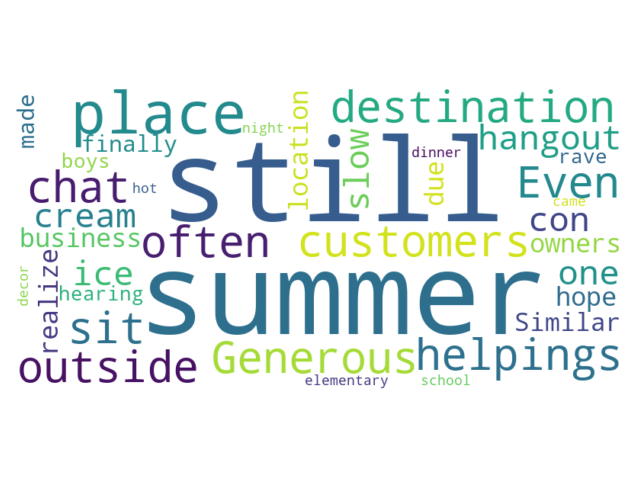 made
place
night
finally
boys
chat
hot
cream
business
often
decor
realize
ice
hearing
sit
outside
still
location
slow
destination
hangout
dinner
due
rave
Even
came
con
customers
owners
summer
one
hope
Similar
Generous
helpings
elementary
school